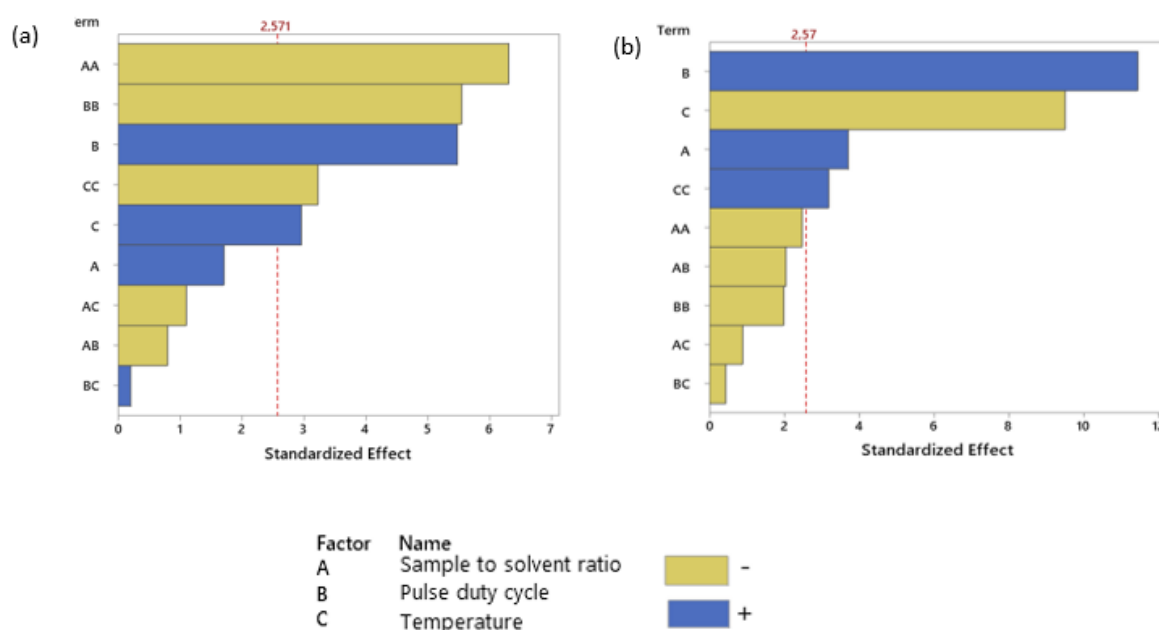 (a)
erm
2.571
AA
BB
B
CC
C
A
AC
AB
BC
0 1 2 3 4 5 6 7
Standardized Effect
(b)
Term
2.57
B
C
A
CC
AA
AB
BB
AC
BC
0 2 4 6 8 10 12
Standardized Effect
Factor Name
A Sample to solvent ratio -
B Pulse duty cycle
C Temperature +